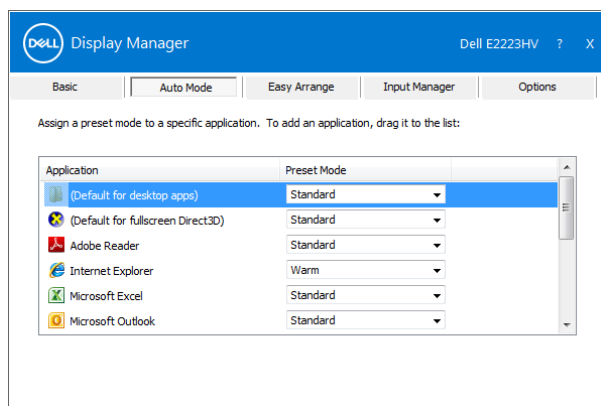 DELL Display Manager Dell E2223HV ? X
Basic Auto Mode Easy Arrange Input Manager Options
Assign a preset mode to a specific application. To add an application, drag it to the list:
Application Preset Mode
(Default for desktop apps) Standard
(Default for fullscreen Direct3D) Standard
Adobe Reader Standard
Internet Explorer Warm
Microsoft Excel Standard
Microsoft Outlook Standard